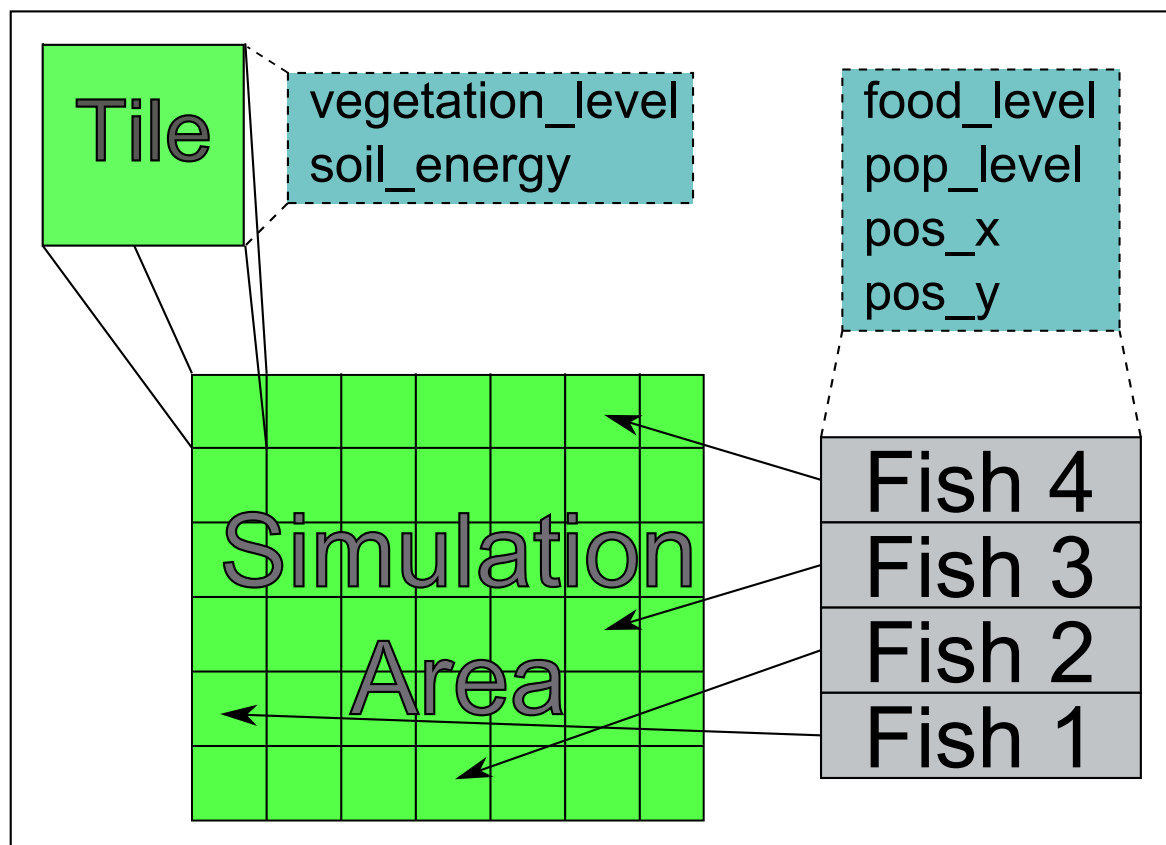 Tile
vegetation_level
soil_energy
food_level
pop_level
pos_x
pos_y
Simulation
Area
Fish 4
Fish 3
Fish 2
Fish 1